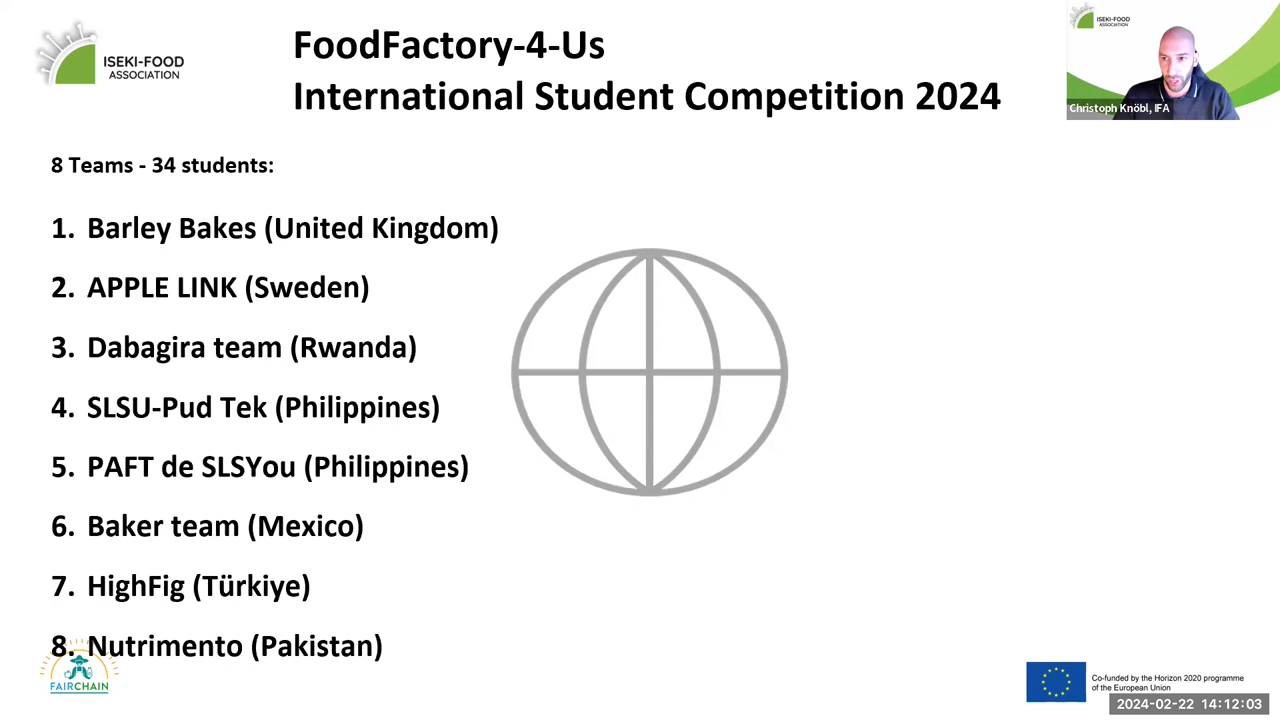 ISEKI-FOOD
ASSOCIATION
FoodFactory-4-Us
International Student Competition 2024
ISEKI-FOOD
ASSOCIATION
Christoph Knöbl, IFA
8 Teams - 34 students:
1. Barley Bakes (United Kingdom)
2. APPLE LINK (Sweden)
3. Dabagira team (Rwanda)
4. SLSU-Pud Tek (Philippines)
5. PAFT de SLSYou (Philippines)
6. Baker team (Mexico)
7. HighFig (Türkiye)
8. Nutrimento (Pakistan)
FAIRCHAIN
Co-funded by the Horizon 2020 programme
of the European Union
2024-02-22 14:12:03